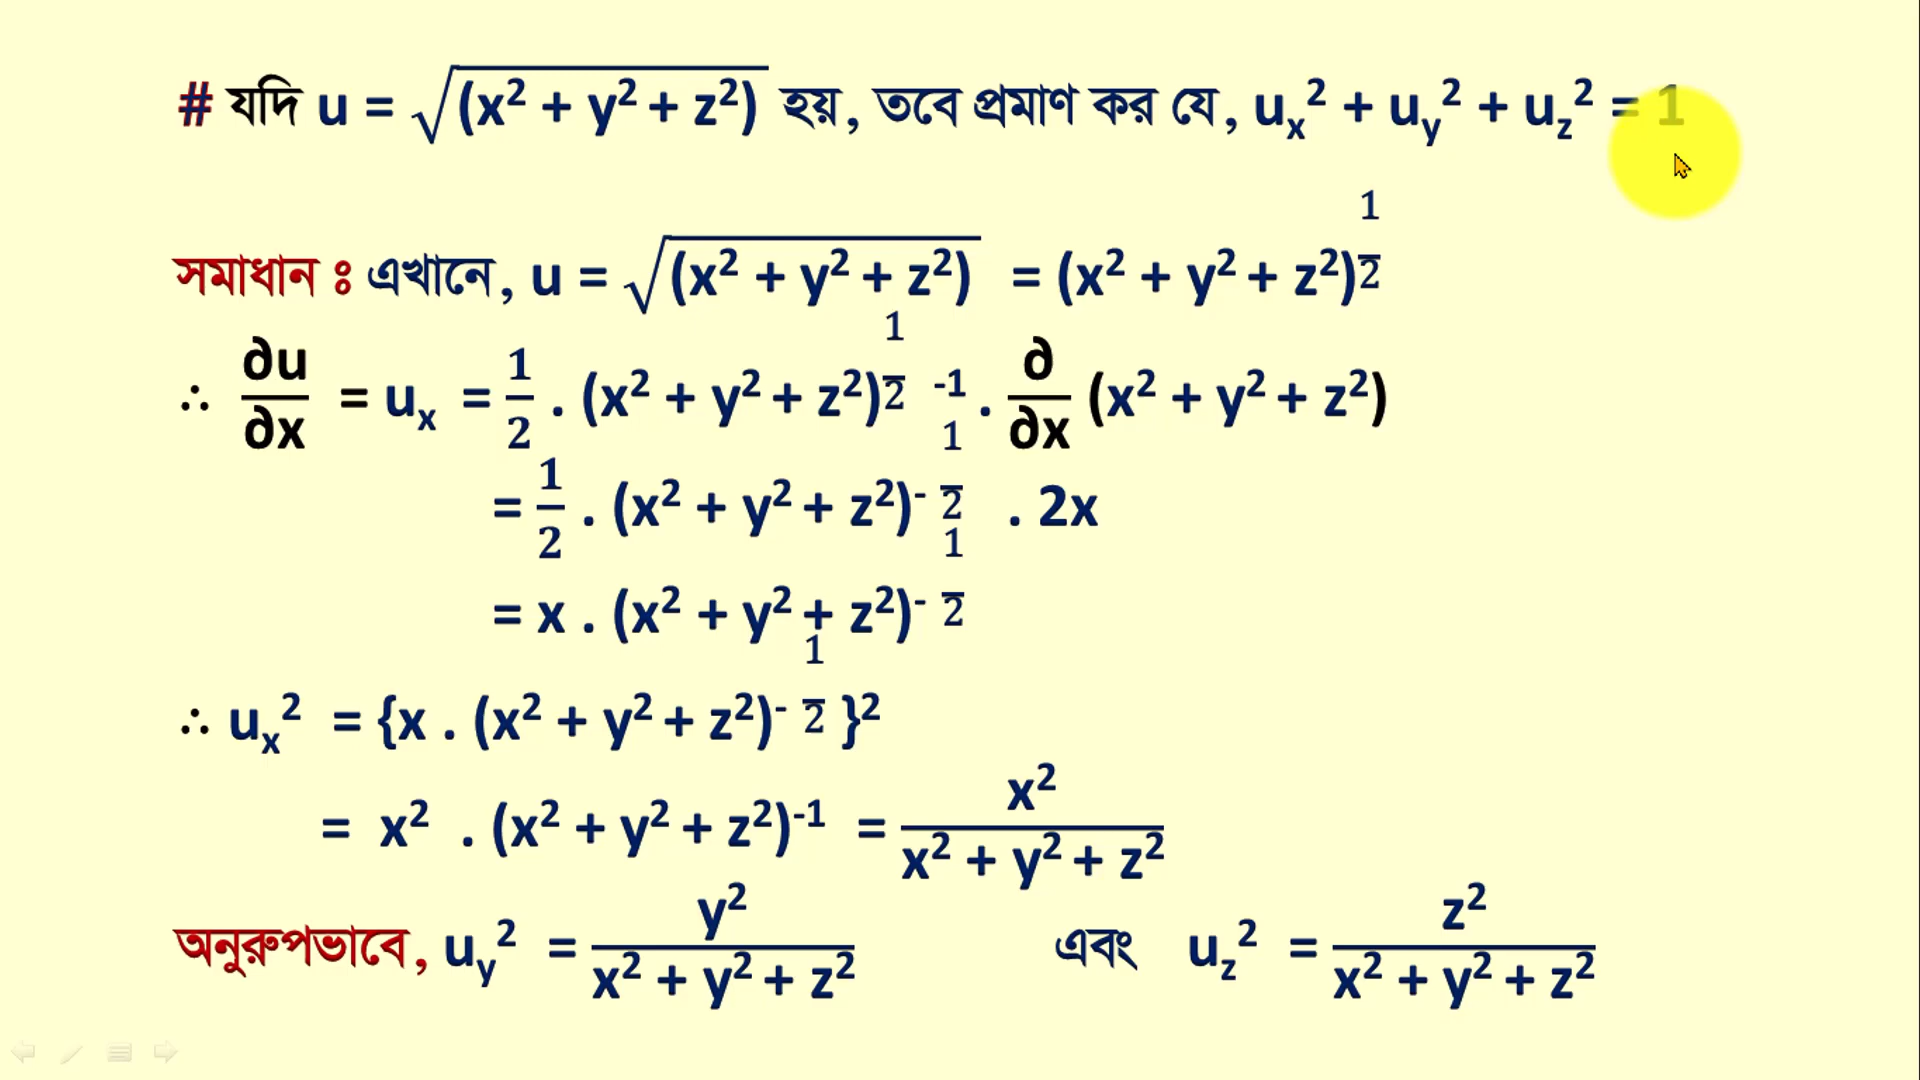 # যদি u = √(x² + y² + z²) হয়, তবে প্রমাণ কর যে, uₓ² + u_y² + u_z² = 1
সমাধান ঃ এখানে, u = √(x² + y² + z²) = (x² + y² + z²)^(1/2)
∴ ∂u/∂x = uₓ = 1/2 . (x² + y² + z²)^(1/2 -1) . ∂/∂x (x² + y² + z²)
= 1/2 . (x² + y² + z²)^(-1/2) . 2x
= x . (x² + y² + z²)^(-1/2)
∴ uₓ² = {x . (x² + y² + z²)^(-1/2) }²
= x² . (x² + y² + z²)⁻¹ = x²/(x² + y² + z²)
অনুরুপভাবে, u_y² = y²/(x² + y² + z²) এবং u_z² = z²/(x² + y² + z²)